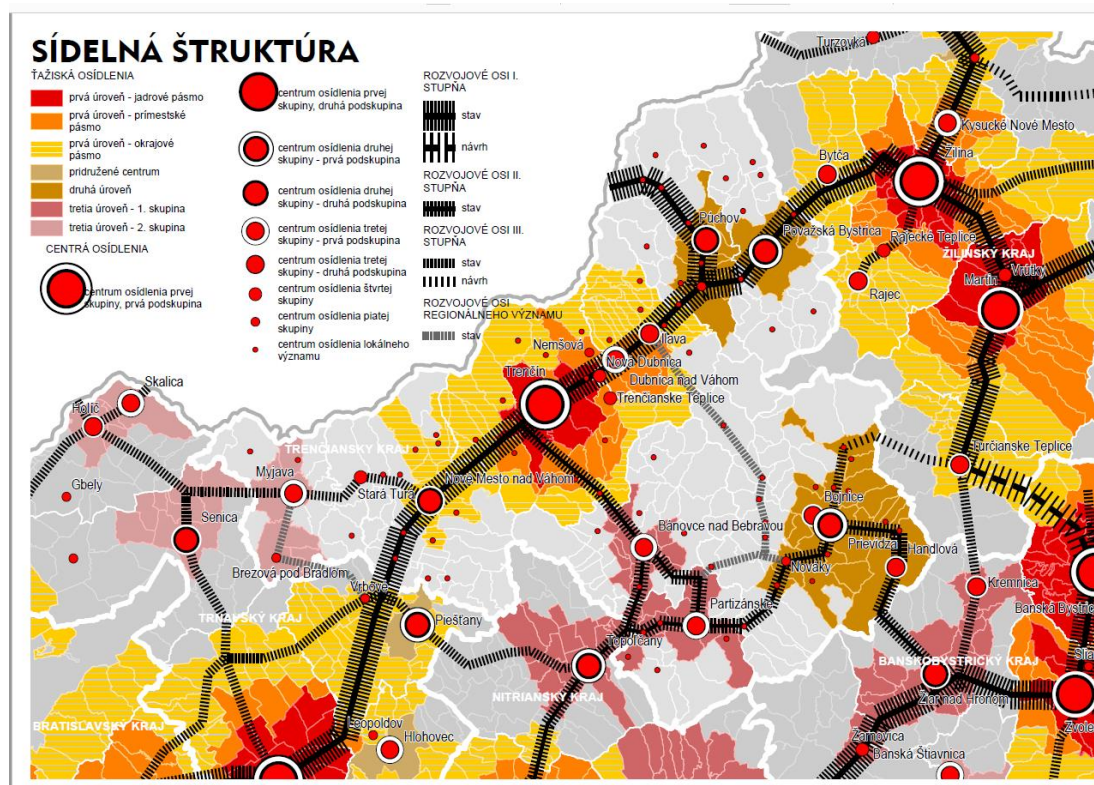 SÍDELNÁ ŠTRUKTÚRA
ŤAŽISKÁ OSÍDLENIA
prvá úroveň - jadrové pásmo
prvá úroveň - prímestské
pásmo
prvá úroveň - okrajové
pásmo
pridružené centrum
druhá úroveň
tretia úroveň - 1. skupina
tretia úroveň - 2. skupina
CENTRÁ OSÍDLENIA
centrum osídlenia prvej
skupiny, prvá podskupina
centrum osídlenia prvej
skupiny, druhá podskupina
centrum osídlenia druhej
skupiny - prvá podskupina
centrum osídlenia druhej
skupiny - druhá podskupina
centrum osídlenia tretej
skupiny - prvá podskupina
centrum osídlenia tretej
skupiny - druhá podskupina
centrum osídlenia štvrtej
skupiny
centrum osídlenia piatej
skupiny
centrum osídlenia lokálneho
významu
ROZVOJOVÉ OSI I.
STUPŇA
stav
návrh
ROZVOJOVÉ OSI II.
STUPŇA
stav
ROZVOJOVÉ OSI III.
STUPŇA
stav
návrh
ROZVOJOVÉ OSI
REGIONÁLNEHO VÝZNAMU
stav
Turzovka
Kysucké Nové Mesto
Bytča
Žilina
Púchov
Považská Bystrica
Rajecké Teplice
ŽILINSKÝ KRAJ
Vrútky
Martin
Rajec
Ilava
Nemšová
Nová Dubnica
Trenčín
Dubnica nad Váhom
Trenčianske Teplice
Skalica
Holíč
TRENČIANSKY KRAJ
Turčianske Teplice
Myjava
Nové Mesto nad Váhom
Stará Turá
Gbely
Bojnice
Senica
Bánovce nad Bebravou
Prievidza
Handlová
Nováky
Brezová pod Bradlom
Kremnica
Vrbové
Partizánske
Banská Bystric
TRNAVSKÝ KRAJ
Piešťany
Topoľčany
Slia
BANSKOBYSTRICKÝ KRAJ
NITRIANSKY KRAJ
Žiar nad Hronom
Zvole
BRATISLAVSKÝ KRAJ
Leopoldov
Hlohovec
Žarnovica
Banská Štiavnica